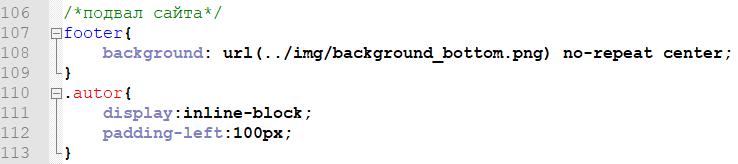 106 /*подвал сайта*/
107 footer{
108 background: url(../img/background_bottom.png) no-repeat center;
109 }
110 .autor{
111 display:inline-block;
112 padding-left:100px;
113 }